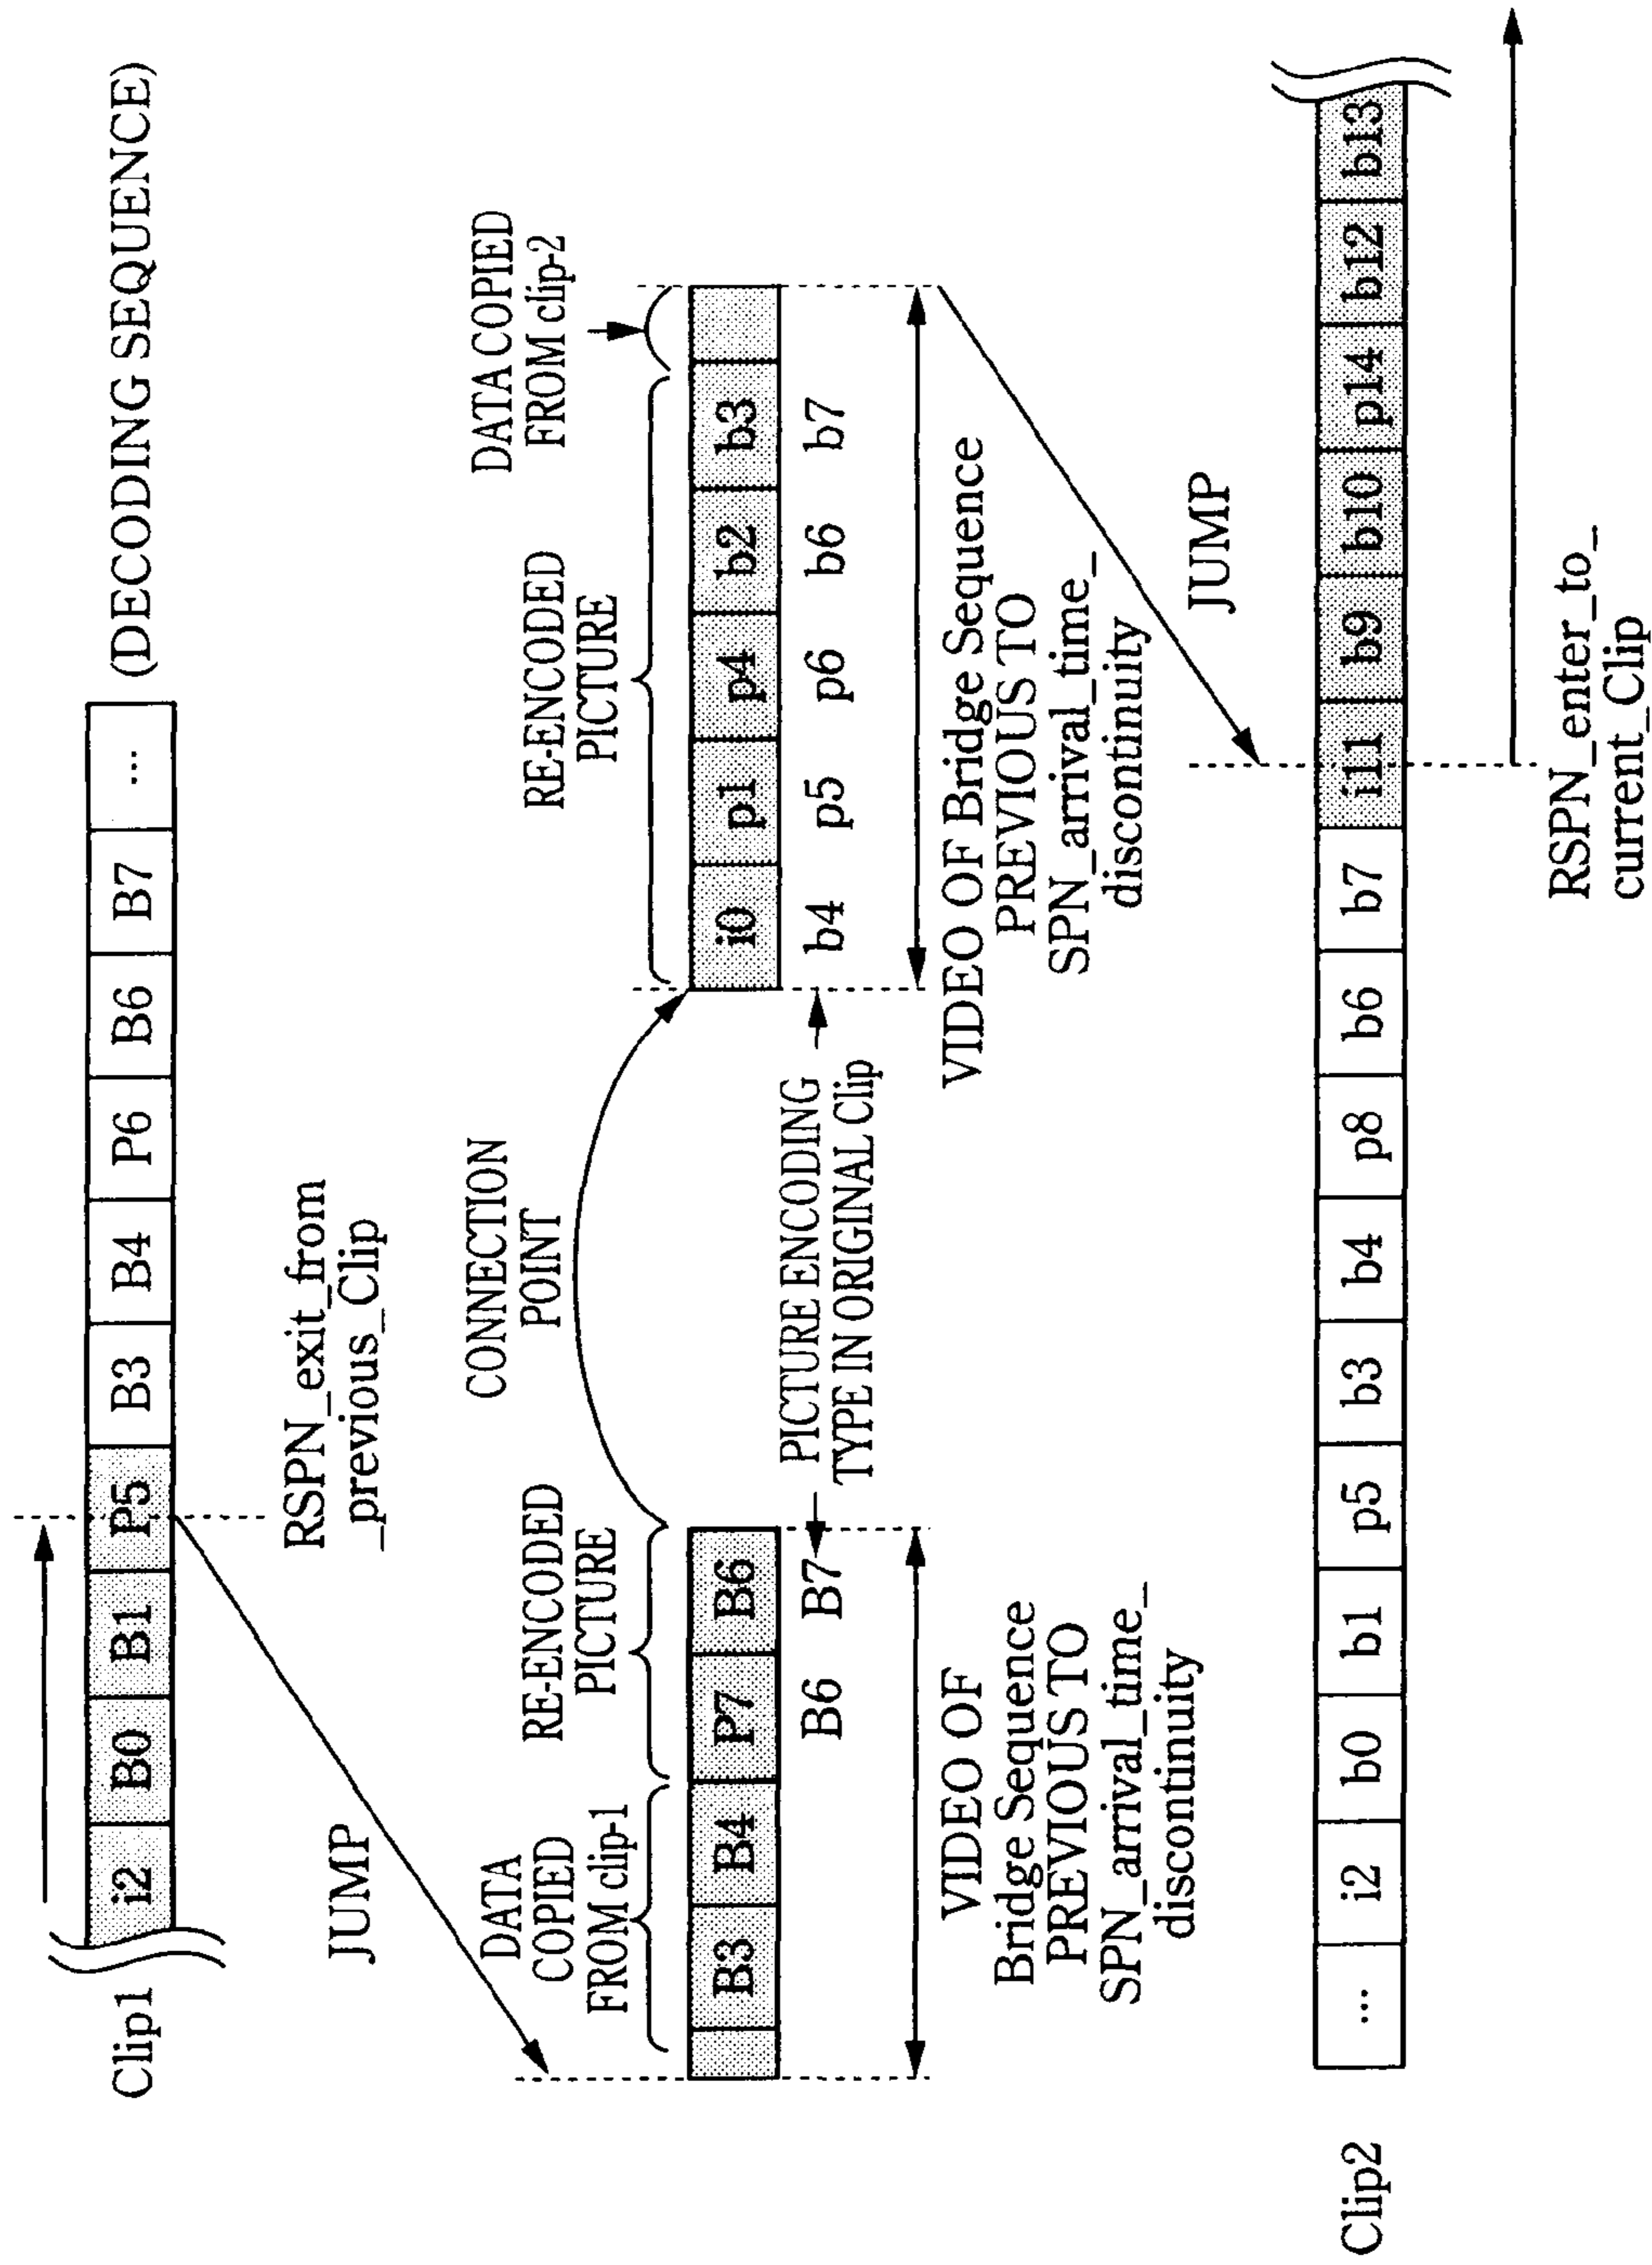 Clip1
i2 B0 B1 P5 B3 B4 P6 B6 B7 ...
(DECODING SEQUENCE)
RSPN_exit_from
_previous_Clip
JUMP
DATA
COPIED
FROM clip-1
RE-ENCODED
PICTURE
CONNECTION
POINT
RE-ENCODED
PICTURE
DATA COPIED
FROM clip-2
B3 B4 P7 B6
i0 p1 p4 b2 b3
B6 B7
PICTURE ENCODING
TYPE IN ORIGINAL Clip
b4 p5 p6 b6 b7
VIDEO OF
Bridge Sequence
PREVIOUS TO
SPN_arrival_time_
discontinuity
VIDEO OF Bridge Sequence
PREVIOUS TO
SPN_arrival_time_
discontinuity
JUMP
Clip2
... i2 b0 b1 p5 b3 b4 p8 b6 b7 i11 b9 b10 p14 b12 b13
RSPN_enter_to_
current_Clip